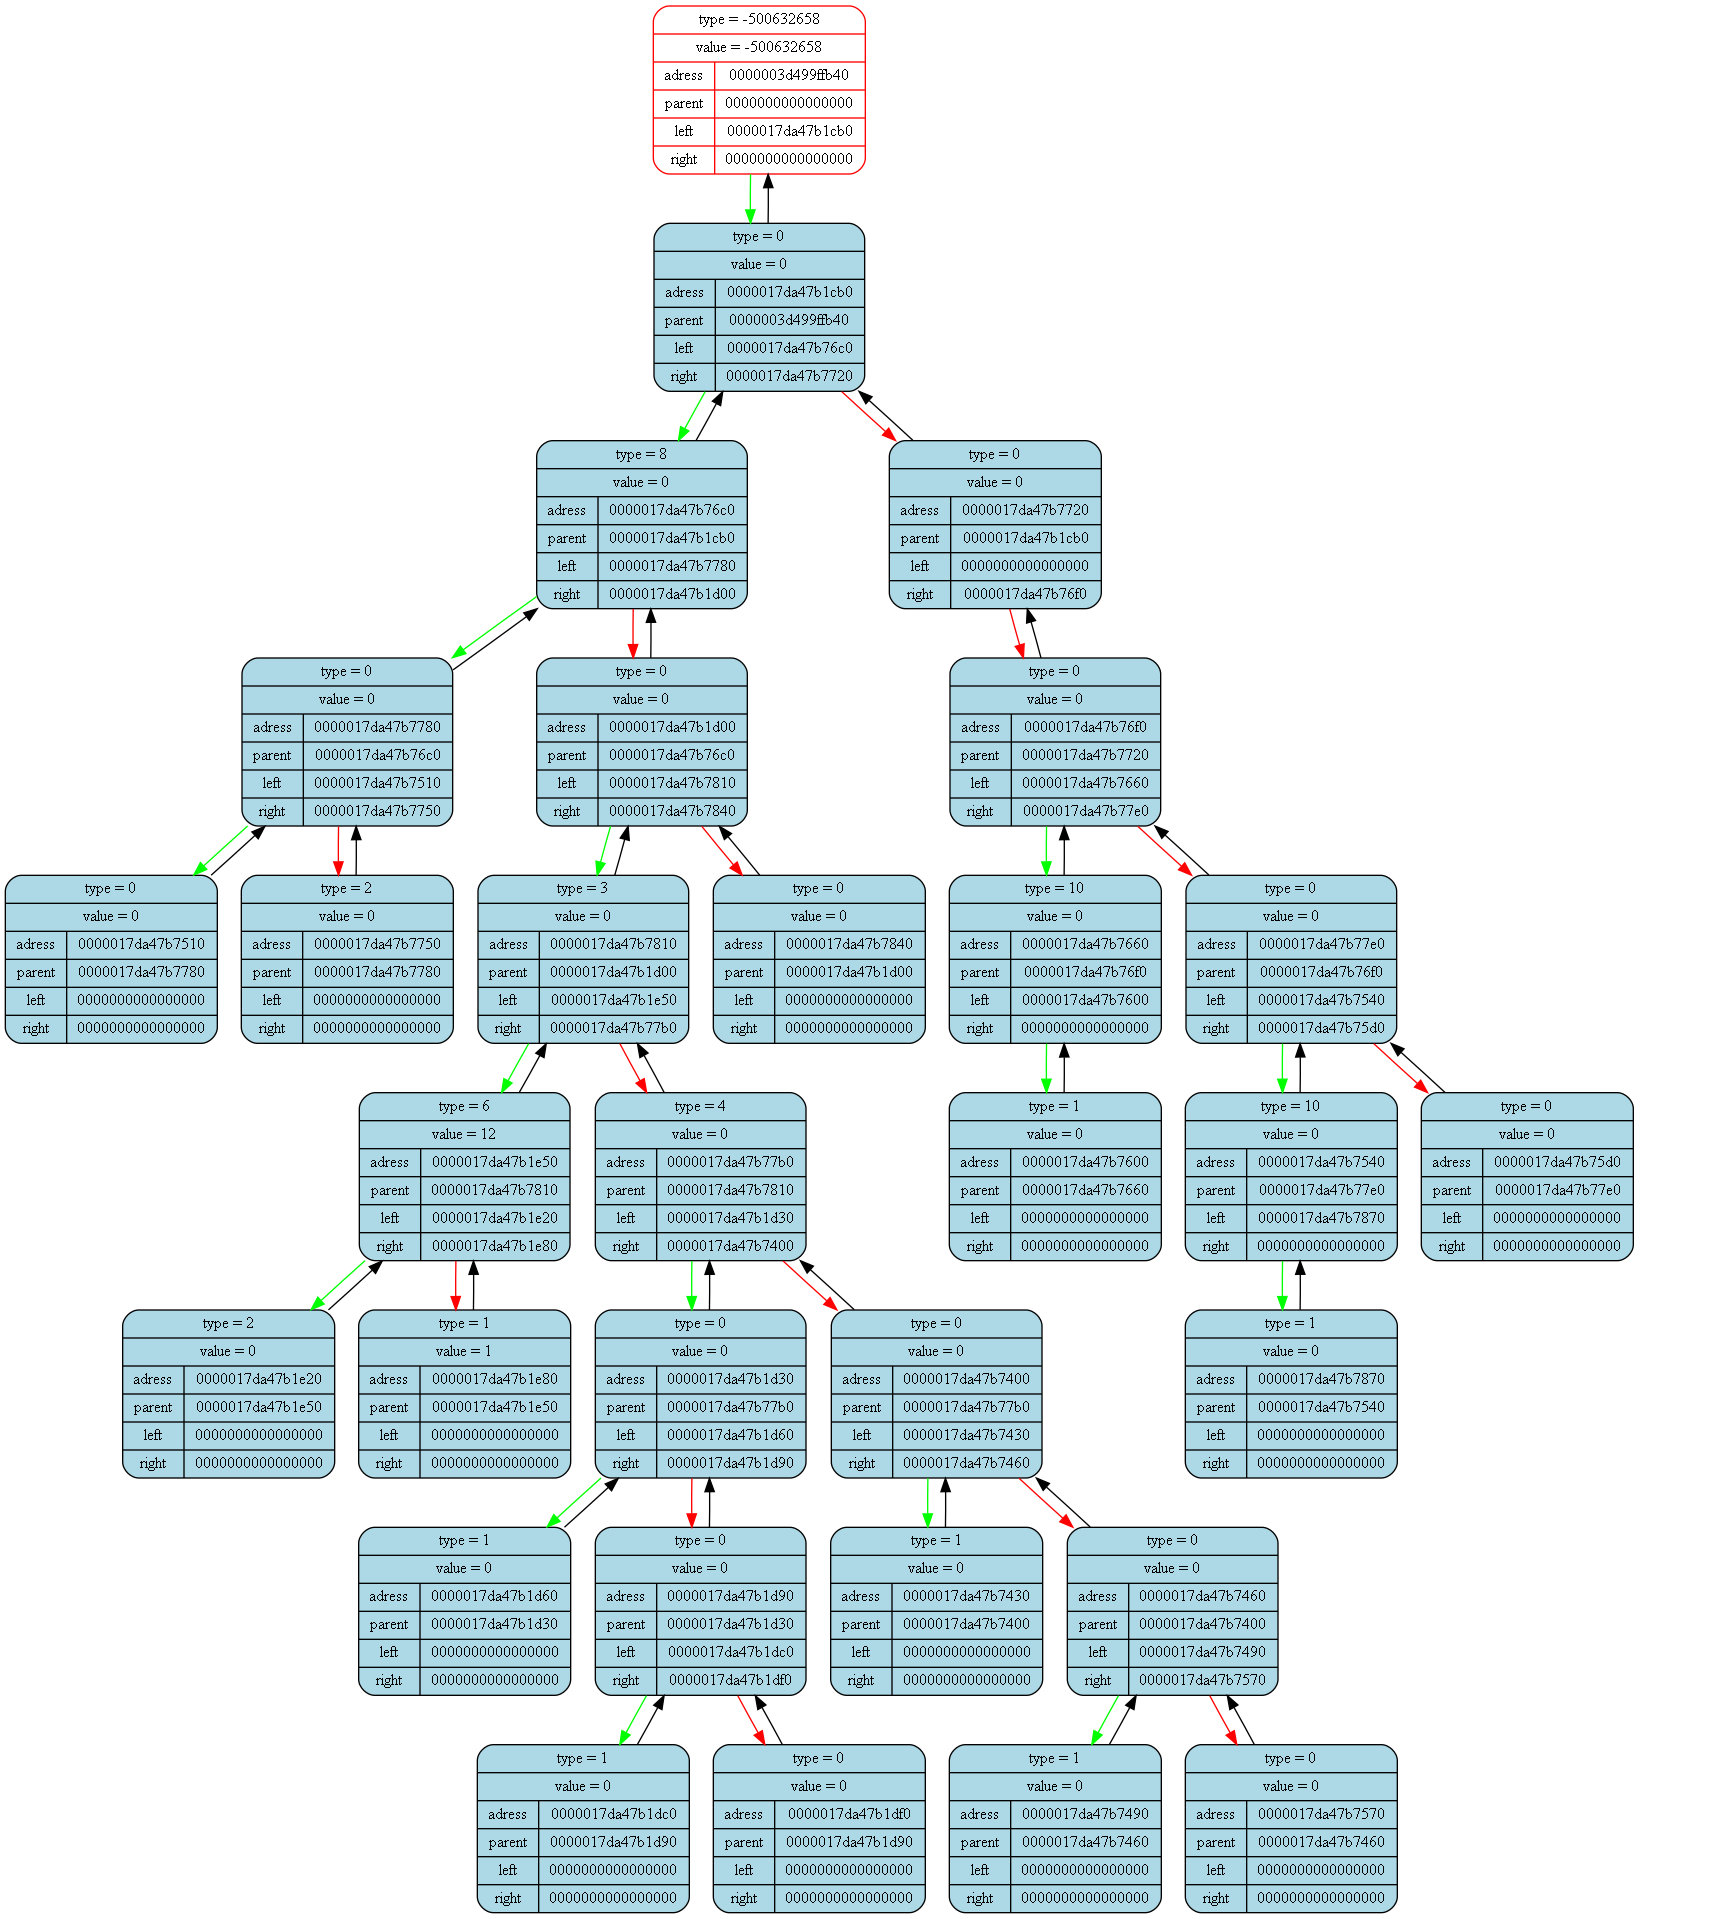 type = -500632658
value = -500632658
adress 0000003d499ffb40
parent 0000000000000000
left 0000017da47b1cb0
right 0000000000000000
type = 0
value = 0
adress 0000017da47b1cb0
parent 0000003d499ffb40
left 0000017da47b76c0
right 0000017da47b7720
type = 8
value = 0
adress 0000017da47b76c0
parent 0000017da47b1cb0
left 0000017da47b7780
right 0000017da47b1d00
type = 0
value = 0
adress 0000017da47b7720
parent 0000017da47b1cb0
left 0000000000000000
right 0000017da47b76f0
type = 0
value = 0
adress 0000017da47b7780
parent 0000017da47b76c0
left 0000017da47b7510
right 0000017da47b7750
type = 0
value = 0
adress 0000017da47b1d00
parent 0000017da47b76c0
left 0000017da47b7810
right 0000017da47b7840
type = 0
value = 0
adress 0000017da47b76f0
parent 0000017da47b7720
left 0000017da47b7660
right 0000017da47b77e0
type = 0
value = 0
adress 0000017da47b7510
parent 0000017da47b7780
left 0000000000000000
right 0000000000000000
type = 2
value = 0
adress 0000017da47b7750
parent 0000017da47b7780
left 0000000000000000
right 0000000000000000
type = 3
value = 0
adress 0000017da47b7810
parent 0000017da47b1d00
left 0000017da47b1e50
right 0000017da47b77b0
type = 0
value = 0
adress 0000017da47b7840
parent 0000017da47b1d00
left 0000000000000000
right 0000000000000000
type = 10
value = 0
adress 0000017da47b7660
parent 0000017da47b76f0
left 0000017da47b7600
right 0000000000000000
type = 0
value = 0
adress 0000017da47b77e0
parent 0000017da47b76f0
left 0000017da47b7540
right 0000017da47b75d0
type = 6
value = 12
adress 0000017da47b1e50
parent 0000017da47b7810
left 0000017da47b1e20
right 0000017da47b1e80
type = 4
value = 0
adress 0000017da47b77b0
parent 0000017da47b7810
left 0000017da47b1d30
right 0000017da47b7400
type = 1
value = 0
adress 0000017da47b7600
parent 0000017da47b7660
left 0000000000000000
right 0000000000000000
type = 10
value = 0
adress 0000017da47b7540
parent 0000017da47b77e0
left 0000017da47b7870
right 0000000000000000
type = 0
value = 0
adress 0000017da47b75d0
parent 0000017da47b77e0
left 0000000000000000
right 0000000000000000
type = 2
value = 0
adress 0000017da47b1e20
parent 0000017da47b1e50
left 0000000000000000
right 0000000000000000
type = 1
value = 1
adress 0000017da47b1e80
parent 0000017da47b1e50
left 0000000000000000
right 0000000000000000
type = 0
value = 0
adress 0000017da47b1d30
parent 0000017da47b77b0
left 0000017da47b1d60
right 0000017da47b1d90
type = 0
value = 0
adress 0000017da47b7400
parent 0000017da47b77b0
left 0000017da47b7430
right 0000017da47b7460
type = 1
value = 0
adress 0000017da47b7870
parent 0000017da47b7540
left 0000000000000000
right 0000000000000000
type = 1
value = 0
adress 0000017da47b1d60
parent 0000017da47b1d30
left 0000000000000000
right 0000000000000000
type = 0
value = 0
adress 0000017da47b1d90
parent 0000017da47b1d30
left 0000017da47b1dc0
right 0000017da47b1df0
type = 1
value = 0
adress 0000017da47b7430
parent 0000017da47b7400
left 0000000000000000
right 0000000000000000
type = 0
value = 0
adress 0000017da47b7460
parent 0000017da47b7400
left 0000017da47b7490
right 0000017da47b7570
type = 1
value = 0
adress 0000017da47b1dc0
parent 0000017da47b1d90
left 0000000000000000
right 0000000000000000
type = 0
value = 0
adress 0000017da47b1df0
parent 0000017da47b1d90
left 0000000000000000
right 0000000000000000
type = 1
value = 0
adress 0000017da47b7490
parent 0000017da47b7460
left 0000000000000000
right 0000000000000000
type = 0
value = 0
adress 0000017da47b7570
parent 0000017da47b7460
left 0000000000000000
right 0000000000000000